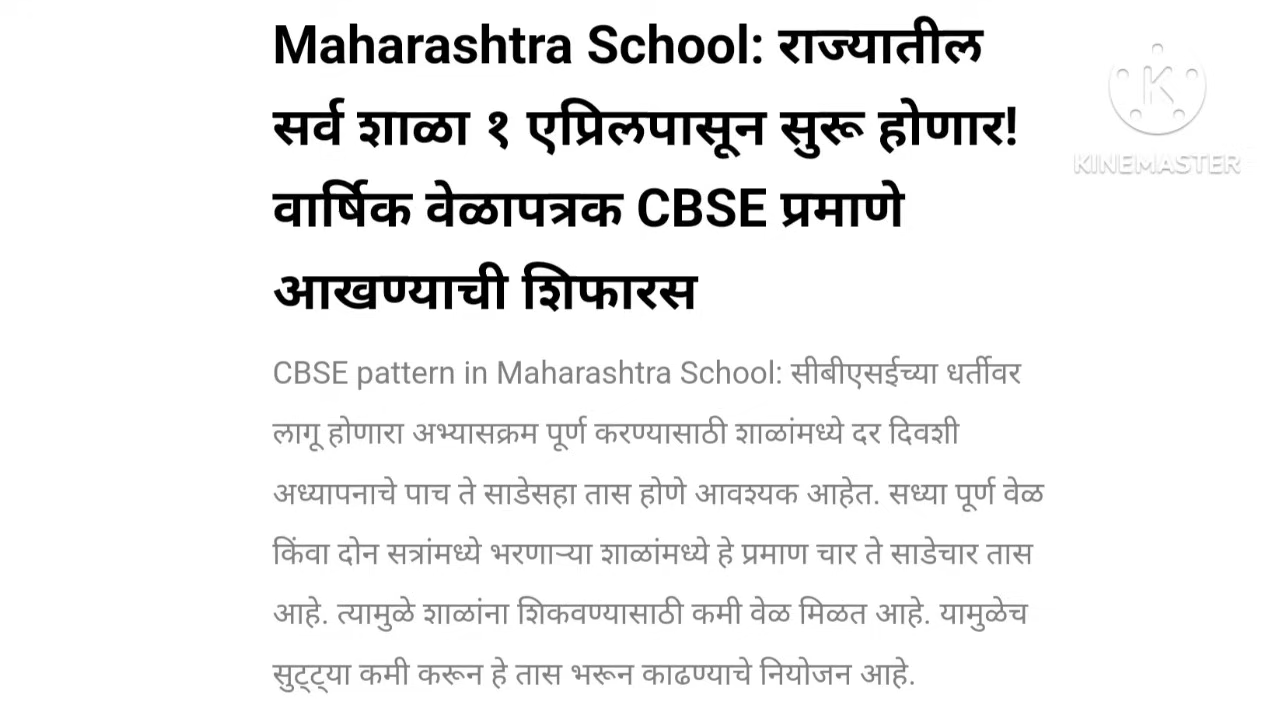 Maharashtra School: राज्यातील
सर्व शाळा १ एप्रिलपासून सुरू होणार!
वार्षिक वेळापत्रक CBSE प्रमाणे
आखण्याची शिफारस
CBSE pattern in Maharashtra School: सीबीएसईच्या धर्तीवर
लागू होणारा अभ्यासक्रम पूर्ण करण्यासाठी शाळांमध्ये दर दिवशी
अध्यापनाचे पाच ते साडेसहा तास होणे आवश्यक आहेत. सध्या पूर्ण वेळ
किंवा दोन सत्रांमध्ये भरणाऱ्या शाळांमध्ये हे प्रमाण चार ते साडेचार तास
आहे. त्यामुळे शाळांना शिकवण्यासाठी कमी वेळ मिळत आहे. यामुळेच
सुट्ट्या कमी करून हे तास भरून काढण्याचे नियोजन आहे.
K
KINEMASTER